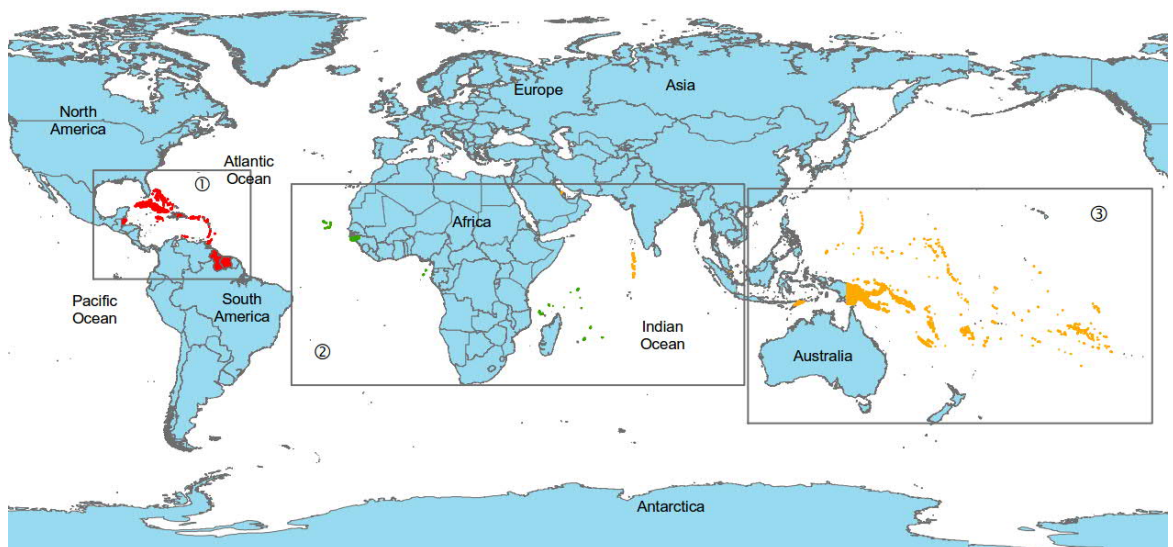 Europe
Asia
North
America
Atlantic
Ocean
①
③
Africa
Pacific
Ocean
South
America
Indian
Ocean
②
Australia
Antarctica